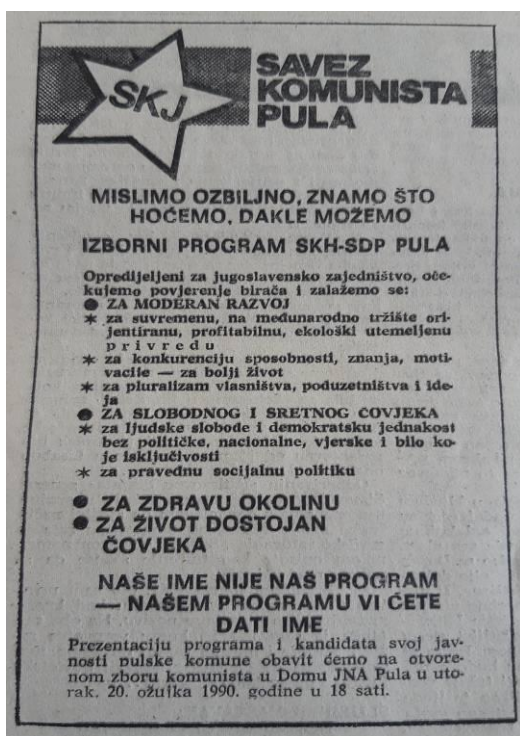 SKJ
SAVEZ
KOMUNISTA
PULA
MISLIMO OZBILJNO, ZNAMO ŠTO
HOĆEMO, DAKLE MOŽEMO
IZBORNI PROGRAM SKH-SDP PULA
Opredijeljeni za jugoslavensko zajedništvo, oče-
kujemo povjerenje birača i zalažemo se:
● ZA MODERAN RAZVOJ
* za suvremenu, na međunarodno tržište ori-
jentiranu, profitabilnu, ekološki utemeljenu
privredu
* za konkurenciju sposobnosti, znanja, moti-
vacile — za bolji život
* za pluralizam vlasništva, poduzetništva i ide-
ja
● ZA SLOBODNOG I SRETNOG ČOVJEKA
* za ljudske slobode i demokratsku jednakost
bez političke, nacionalne, vjerske i bilo ko-
je isključivosti
* za pravednu socijalnu politiku
● ZA ZDRAVU OKOLINU
● ZA ŽIVOT DOSTOJAN
ČOVJEKA
NAŠE IME NIJE NAŠ PROGRAM
— NAŠEM PROGRAMU VI ĆETE
DATI IME
Prezentaciju programa i kandidata svoj jav-
nosti pulske komune obavit ćemo na otvore-
nom zboru komunista u Domu JNA Pula u uto-
rak. 20. ožujka 1990. godine u 18 sati.